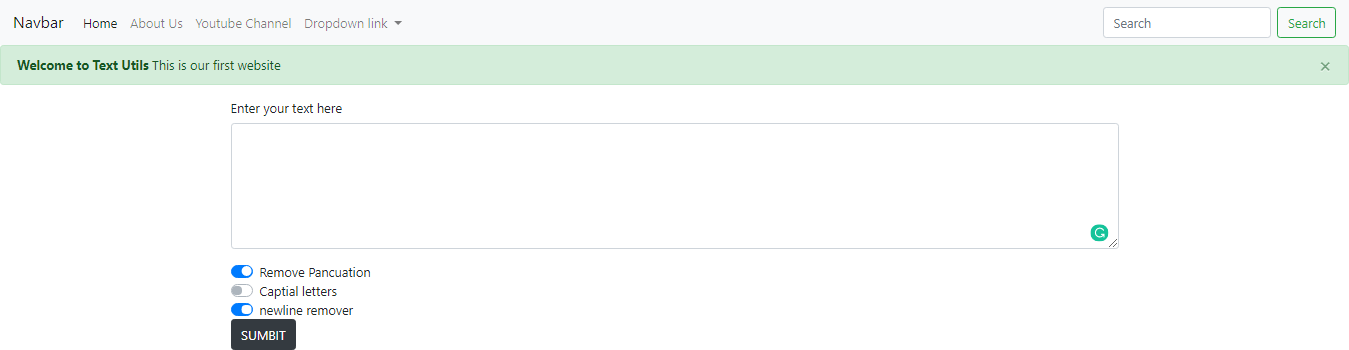 Navbar Home About Us Youtube Channel Dropdown link Search Search
Welcome to Text Utils This is our first website ×
Enter your text here
Remove Pancuation
Captial letters
newline remover
SUMBIT